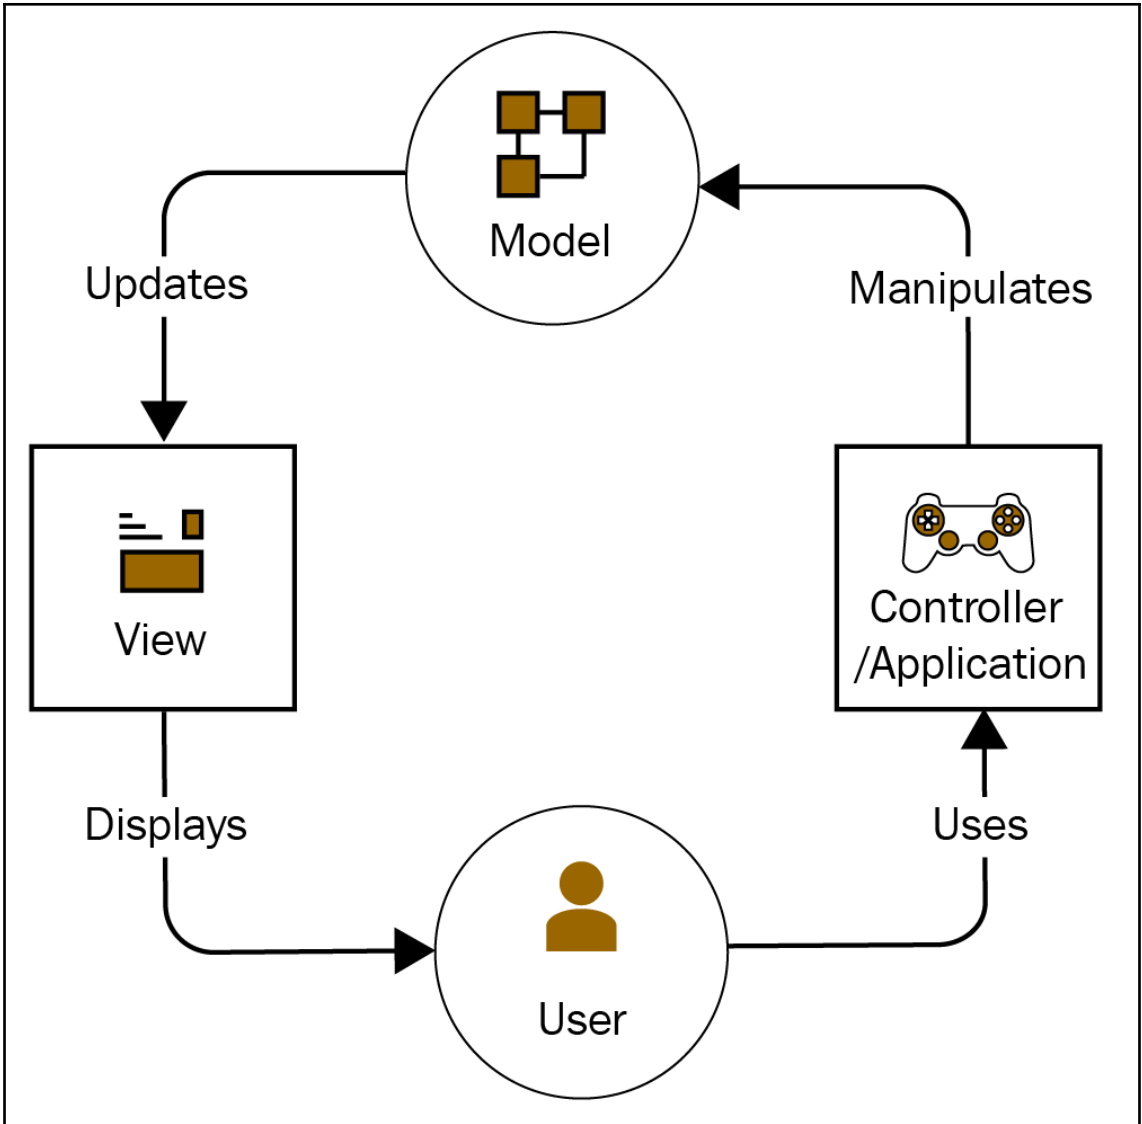 Model
Updates
Manipulates
View
Controller
/Application
Displays
Uses
User